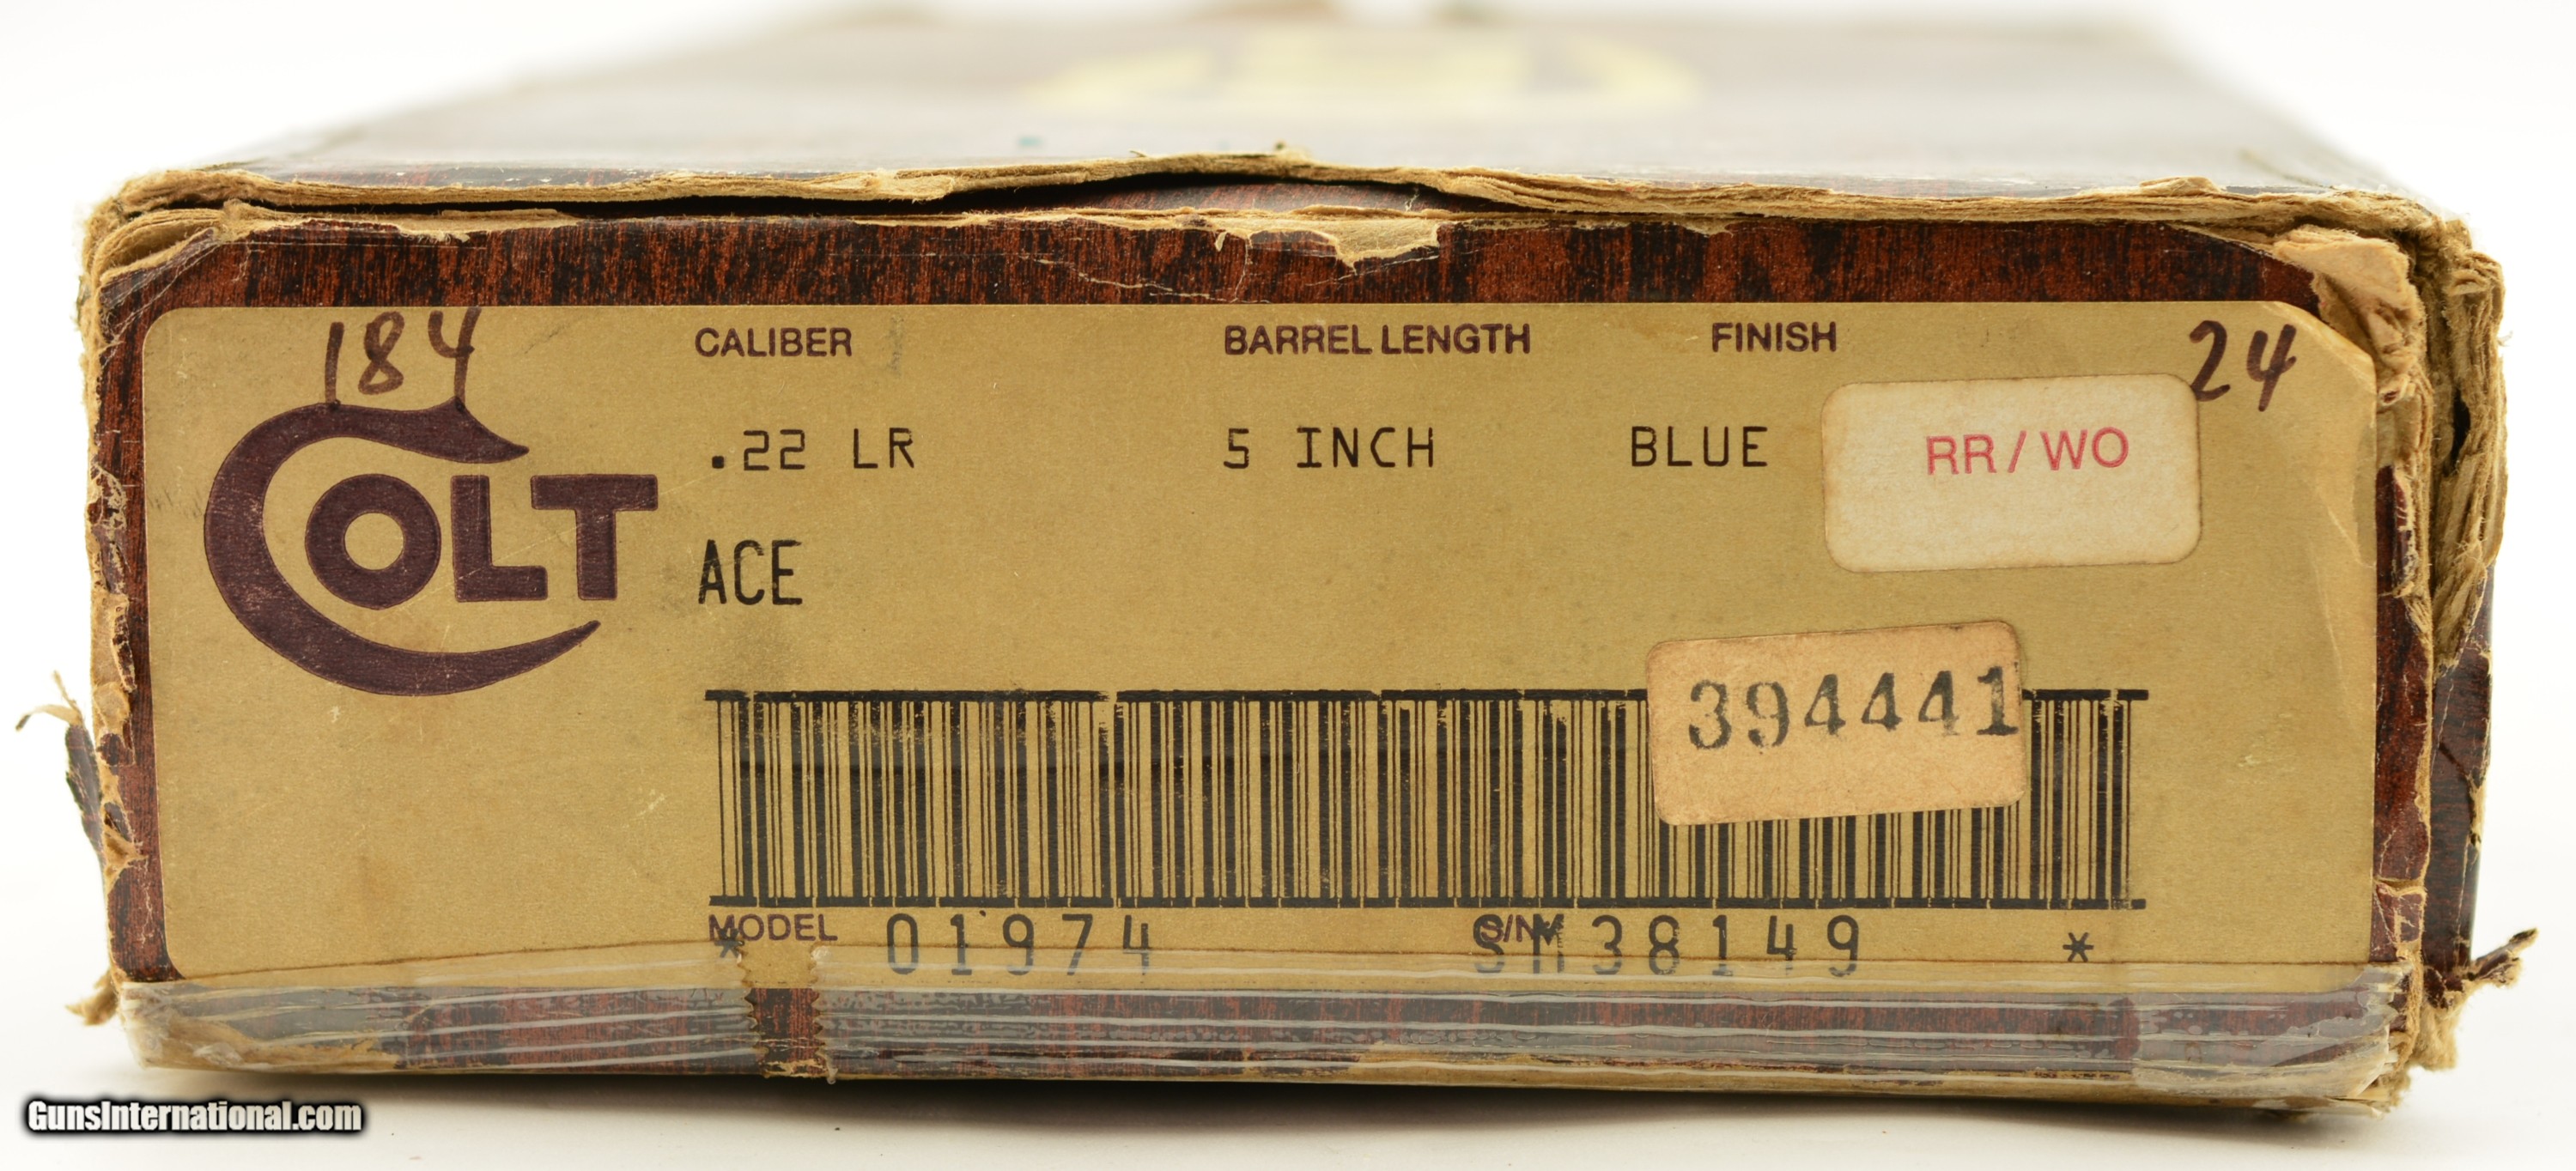 184
CALIBER BARREL LENGTH FINISH 24
COLT
.22 LR 5 INCH BLUE RR / WO
ACE
394441
MODEL 01974 S/N SM38149
* *
GunsInternational.com